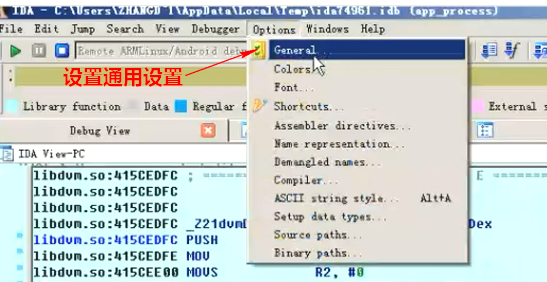 IDA - C:\Users\ZHANGD~1\AppData\Local\Temp\ida74961.idb (app_process)
File Edit Jump Search View Debugger Options Windows Help
Remote ARMLinux/Android debu
General...
设置通用设置
Colors...
Font...
Library function Data Regular f
Shortcuts...
External s
Debug View
Assembler directives...
Name representation...
IDA View-PC
Demangled names...
libdvm.so:415CEDFC ; E
Compiler...
libdvm.so:415CEDFC
ASCII string style... Alt+A
libdvm.so:415CEDFC
Setup data types...
libdvm.so:415CEDFC _Z21dvmD Dex
libdvm.so:415CEDFC PUSH
Source paths...
libdvm.so:415CEDFE MOV
Binary paths...
libdvm.so:415CEE00 MOVS R2, #0